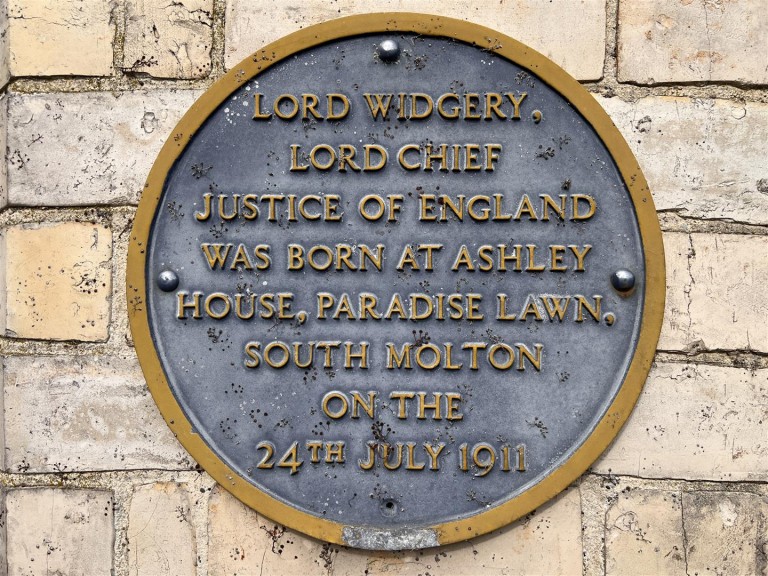 LORD WIDGERY,
LORD CHIEF
JUSTICE OF ENGLAND
WAS BORN AT ASHLEY
HOUSE, PARADISE LAWN,
SOUTH MOLTON
ON THE
24TH JULY 1911